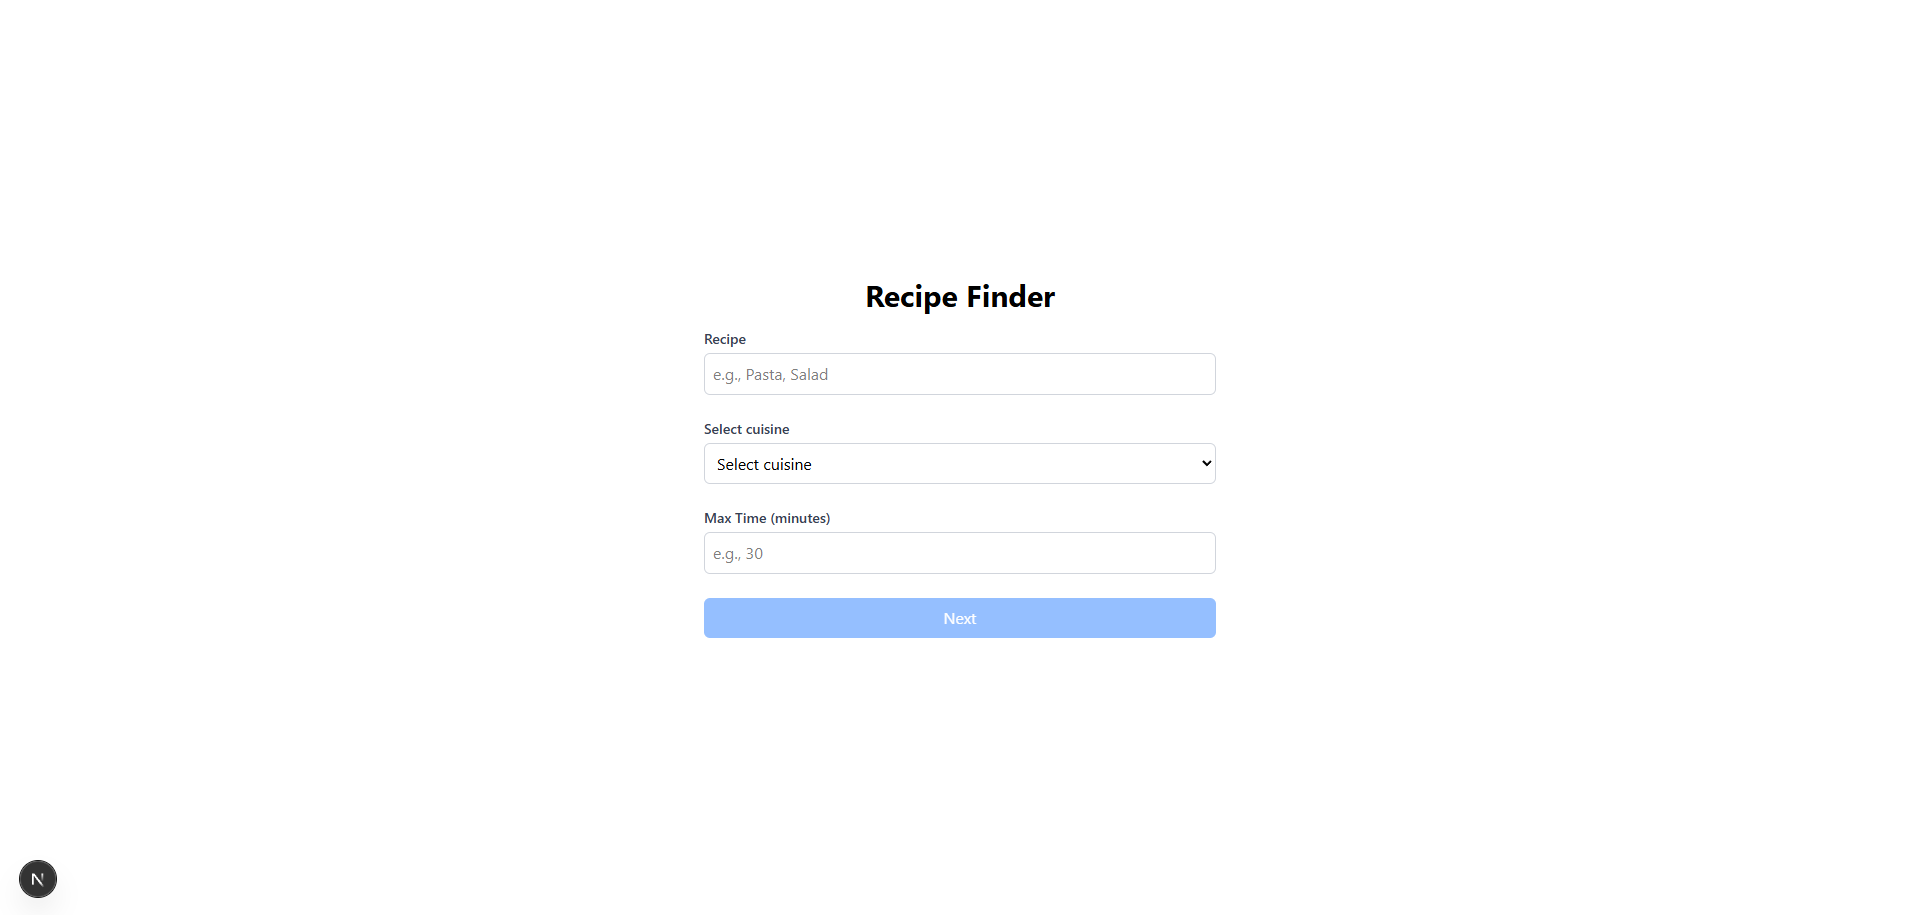 Recipe Finder
Recipe
e.g., Pasta, Salad
Select cuisine
Select cuisine
Max Time (minutes)
e.g., 30
Next
N